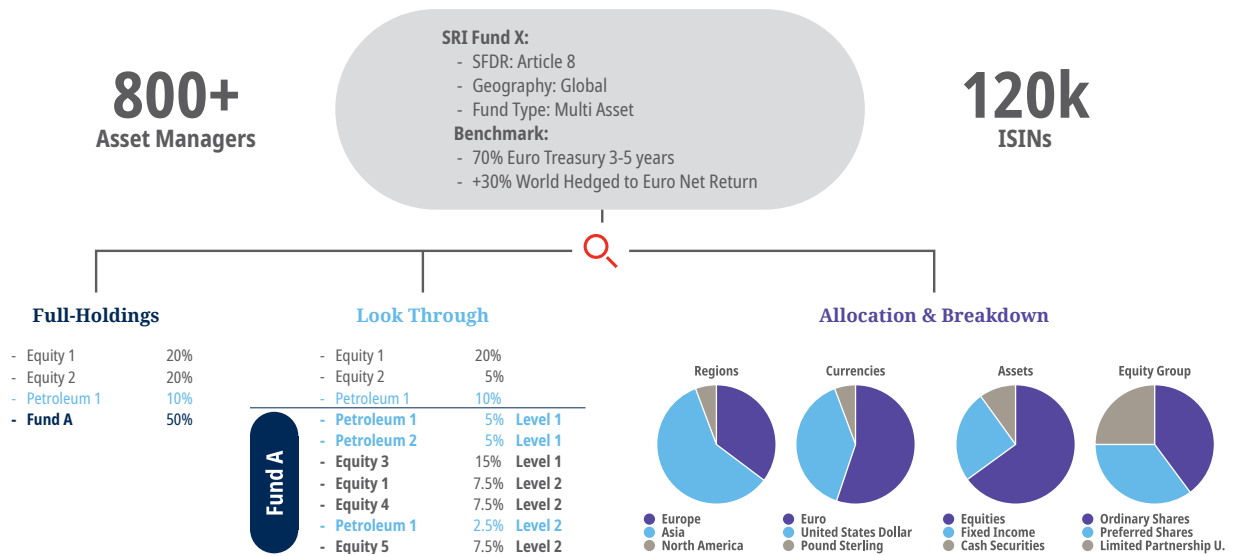 800+
Asset Managers
SRI Fund X:
- SFDR: Article 8
- Geography: Global
- Fund Type: Multi Asset
Benchmark:
- 70% Euro Treasury 3-5 years
- +30% World Hedged to Euro Net Return
120k
ISINs
Full-Holdings
- Equity 1 20%
- Equity 2 20%
- Petroleum 1 10%
- Fund A 50%
Look Through
- Equity 1 20%
- Equity 2 5%
- Petroleum 1 10%
Fund A
- Petroleum 1 5% Level 1
- Petroleum 2 5% Level 1
- Equity 3 15% Level 1
- Equity 1 7.5% Level 2
- Equity 4 7.5% Level 2
- Petroleum 1 2.5% Level 2
- Equity 5 7.5% Level 2
Allocation & Breakdown
Regions
Europe
Asia
North America
Currencies
Euro
United States Dollar
Pound Sterling
Assets
Equities
Fixed Income
Cash Securities
Equity Group
Ordinary Shares
Preferred Shares
Limited Partnership U.